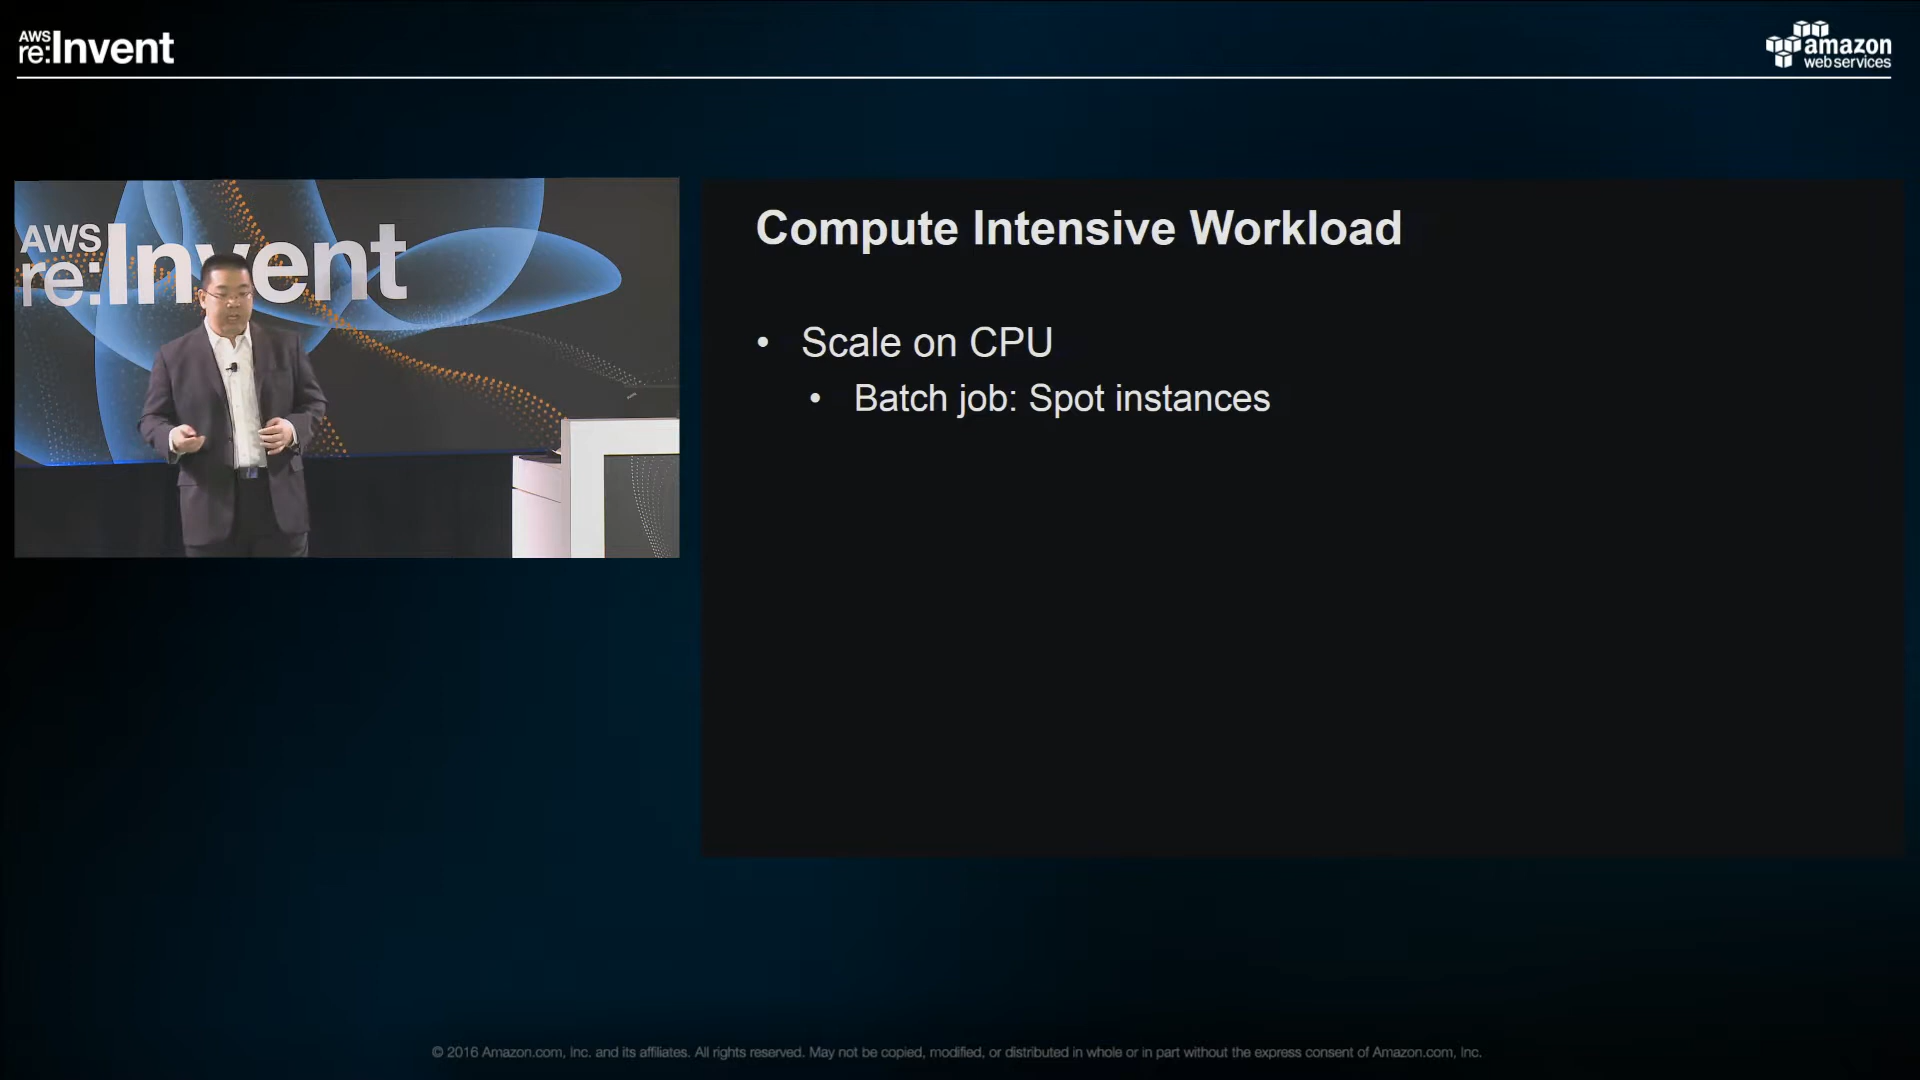 AWS
re:Invent
amazon
web services
AWS
re:Invent
Compute Intensive Workload
• Scale on CPU
• Batch job: Spot instances
© 2016 Amazon.com, Inc. and its affiliates. All rights reserved. May not be copied, modified, or distributed in whole or in part without the express consent of Amazon.com, Inc.